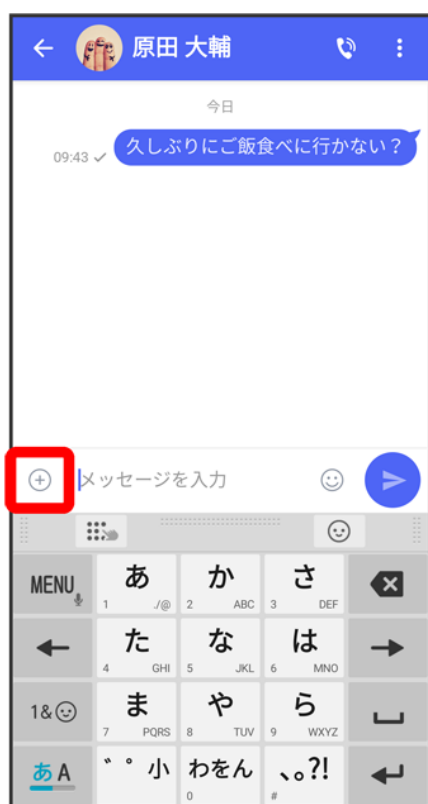 原田 大輔
今日
久しぶりにご飯食べに行かない？
09:43
メッセージを入力
MENU
あ
1 ./@
か
2 ABC
さ
3 DEF
た
4 GHI
な
5 JKL
は
6 MNO
1&
ま
7 PQRS
や
8 TUV
ら
9 WXYZ
あA
゛゜小
わをん
0
､｡?!
#